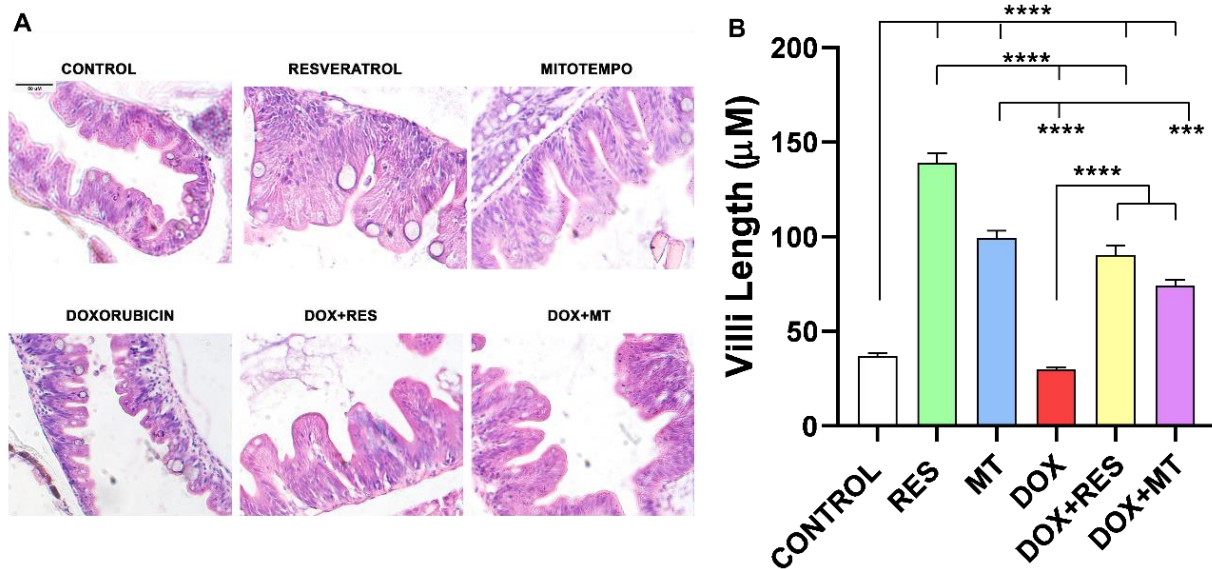 A
CONTROL
RESVERATROL
MITOTEMPO
DOXORUBICIN
DOX+RES
DOX+MT
B
****
****
****
***
****
Villi Length (μM)
200
150
100
50
0
CONTROL
RES
MT
DOX
DOX+RES
DOX+MT